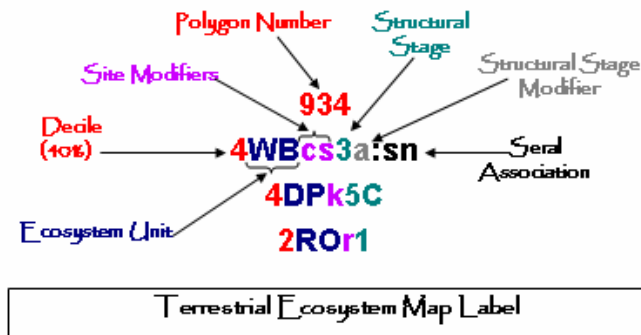 Polygon Number
Structural
Stage
Site Modifiers
Structural Stage
Modifier
934
Decile
(40%)
4WBcs3a:sn
Seral
Association
4DPk5C
Ecosystem Unit
2ROr1
Terrestrial Ecosystem Map Label